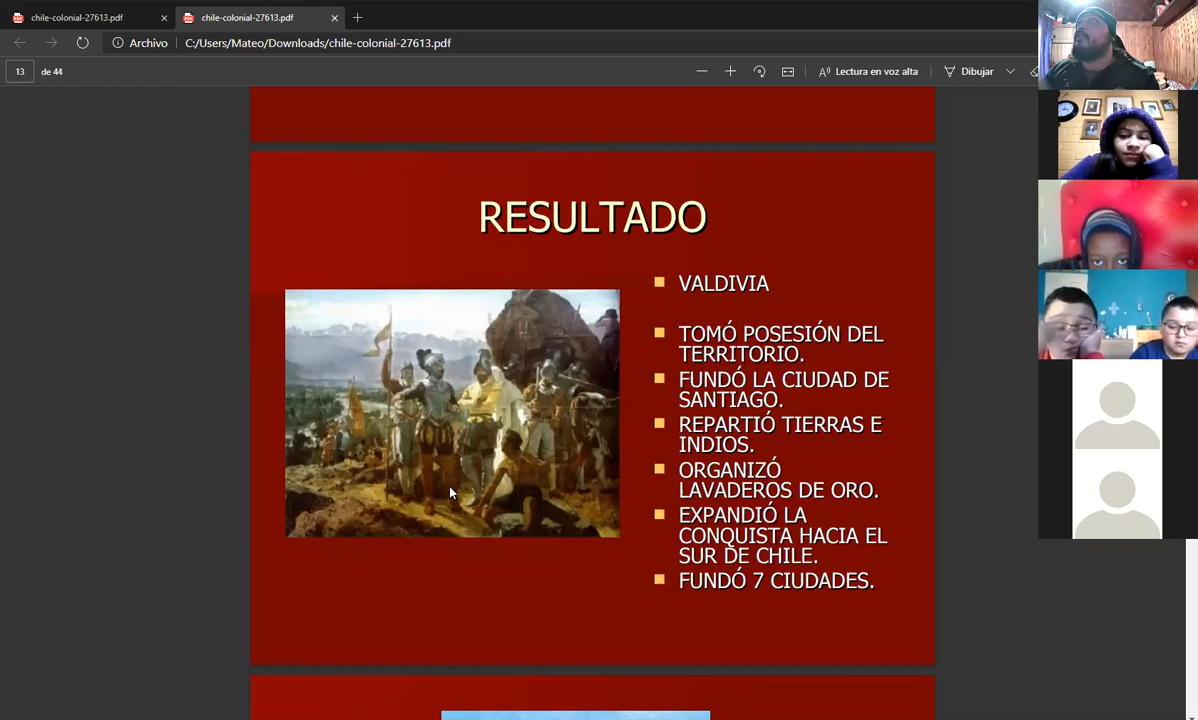 chile-colonial-27613.pdf
chile-colonial-27613.pdf
Archivo C:/Users/Mateo/Downloads/chile-colonial-27613.pdf
13 de 44
Lectura en voz alta
Dibujar
RESULTADO
VALDIVIA
TOMÓ POSESIÓN DEL
TERRITORIO.
FUNDÓ LA CIUDAD DE
SANTIAGO.
REPARTIÓ TIERRAS E
INDIOS.
ORGANIZÓ
LAVADEROS DE ORO.
EXPANDIÓ LA
CONQUISTA HACIA EL
SUR DE CHILE.
FUNDÓ 7 CIUDADES.